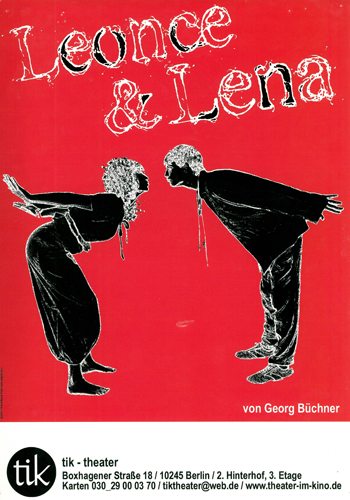 Leonce
& Lena
von Georg Büchner
tik
tik - theater
Boxhagener Straße 18 / 10245 Berlin / 2. Hinterhof, 3. Etage
Karten 030_29 00 03 70 / tiktheater@web.de / www.theater-im-kino.de